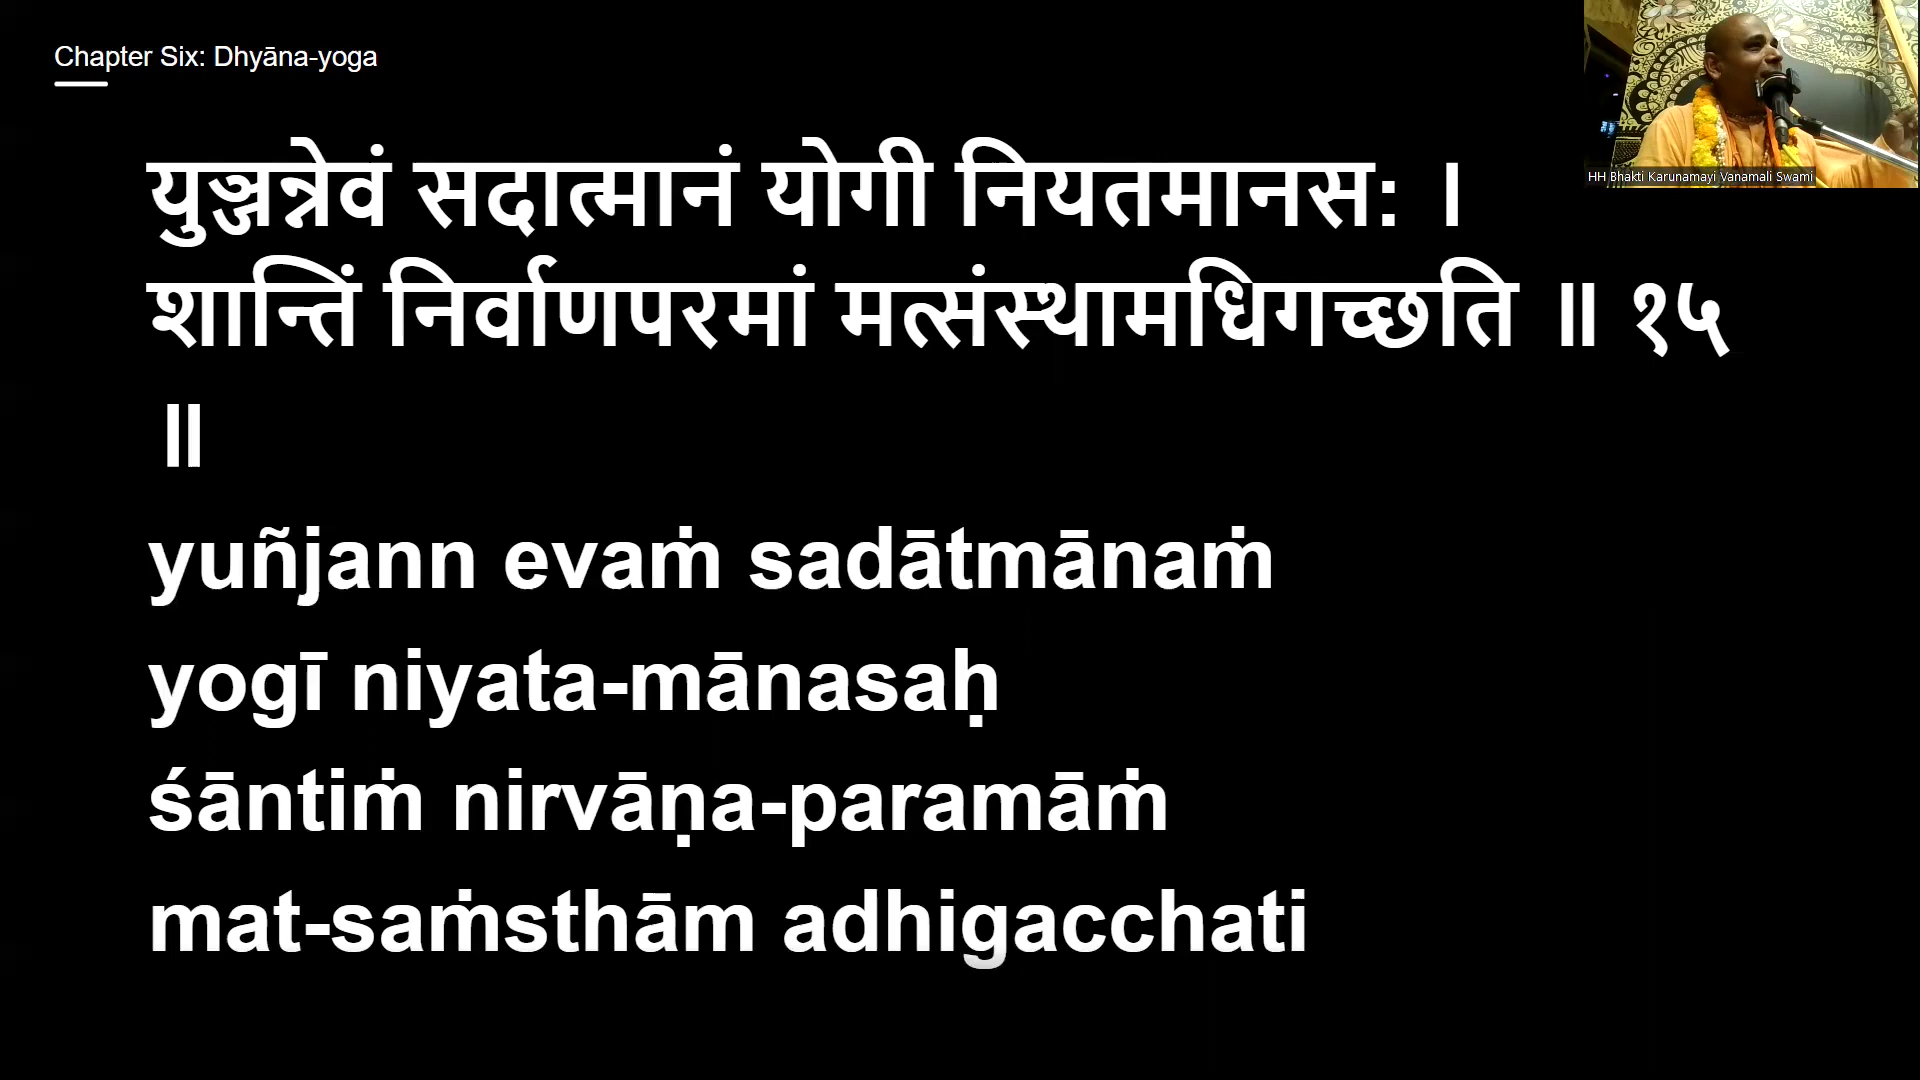 Chapter Six: Dhyāna-yoga
HH Bhakti Karunamayi Vanamali Swami
युञ्जन्नेवं सदात्मानं योगी नियतमानस: ।
शान्तिं निर्वाणपरमां मत्संस्थामधिगच्छति ॥ १५
॥
yuñjann evaṁ sadātmānaṁ
yogī niyata-mānasaḥ
śāntiṁ nirvāṇa-paramāṁ
mat-saṁsthām adhigacchati